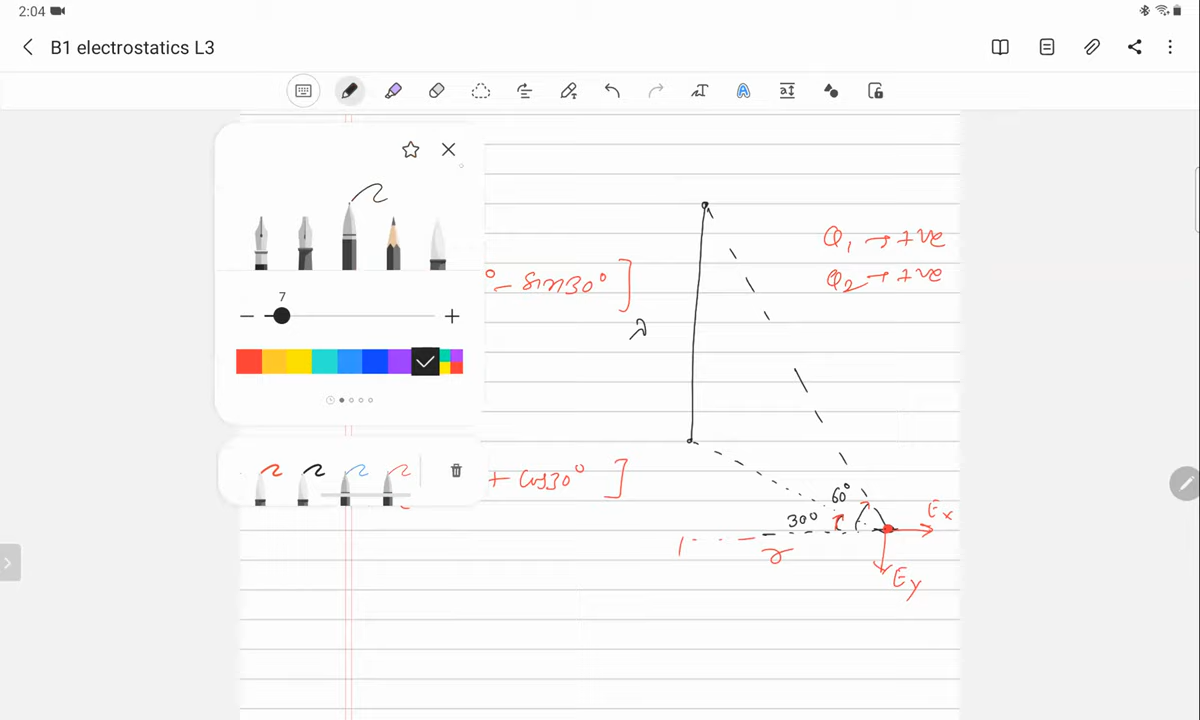 2:04
B1 electrostatics L3
7
Q₁ → +ve
° - Sin30° ]
Q₂ → +ve
λ
+ Cos30° ]
60°
30°
Ex
r
Ey